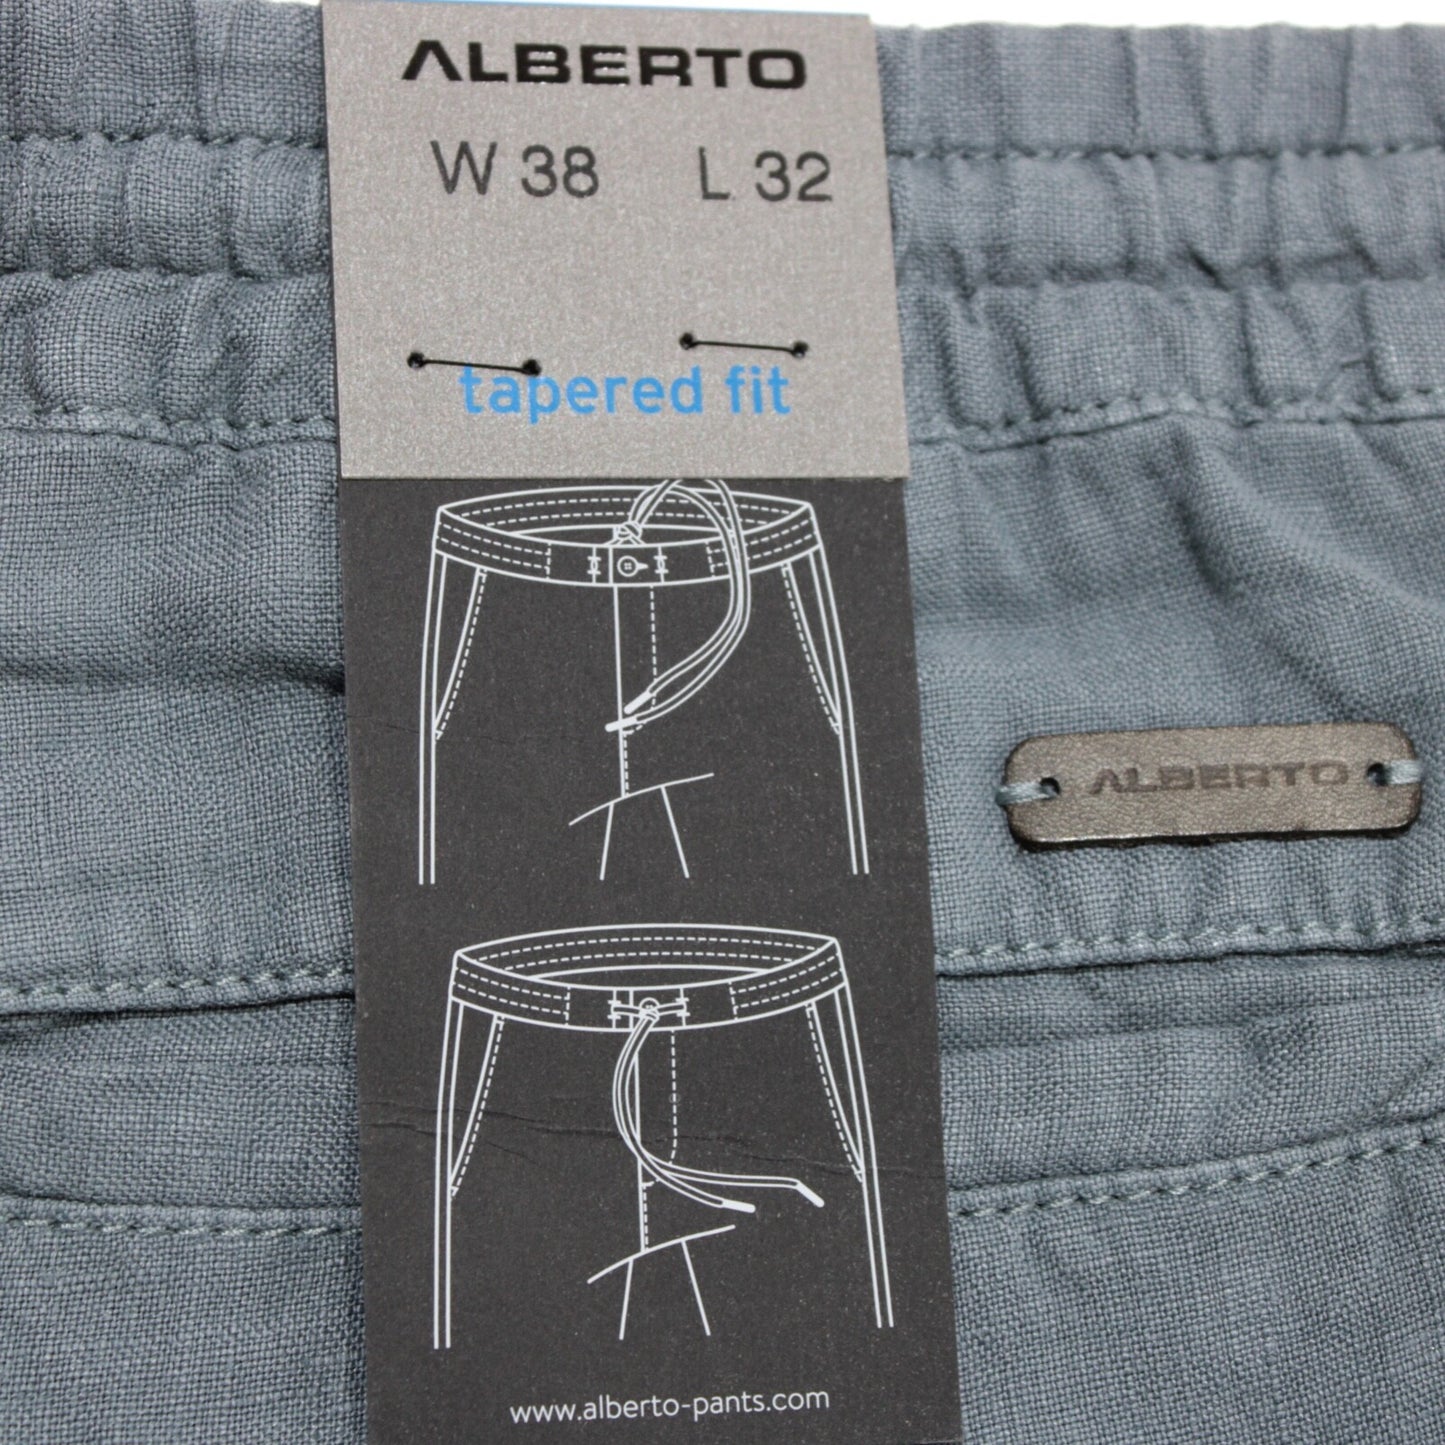 ALBERTO
W 38 L 32
tapered fit
ALBERTO
www.alberto-pants.com